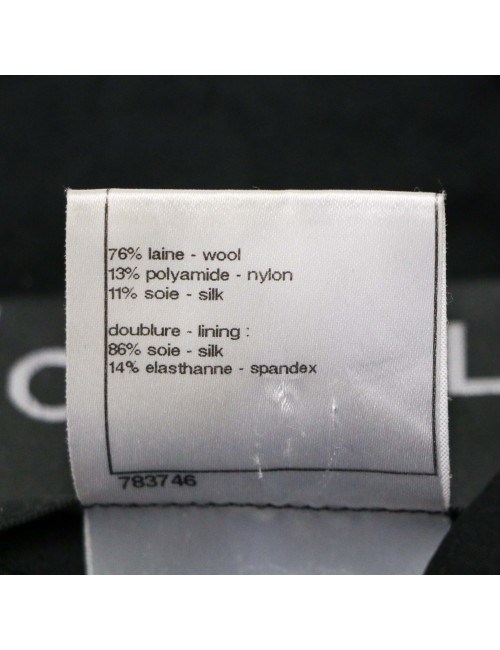 76% laine - wool
13% polyamide - nylon
11% soie - silk
doublure - lining :
86% soie - silk
14% elasthanne - spandex
783746